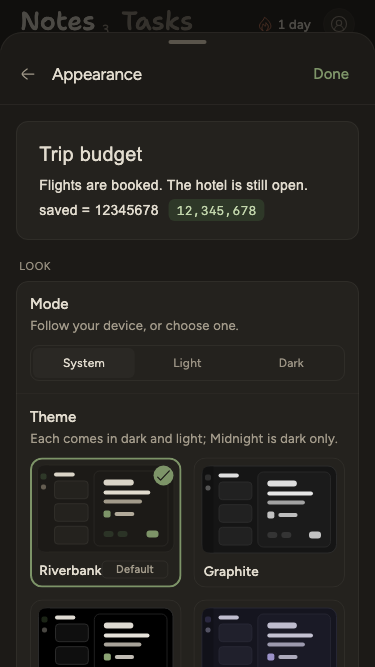 Notes 3 Tasks
1 day
Appearance
Done
Trip budget
Flights are booked. The hotel is still open.
saved = 12345678 12,345,678
LOOK
Mode
Follow your device, or choose one.
System Light Dark
Theme
Each comes in dark and light; Midnight is dark only.
Riverbank Default
Graphite